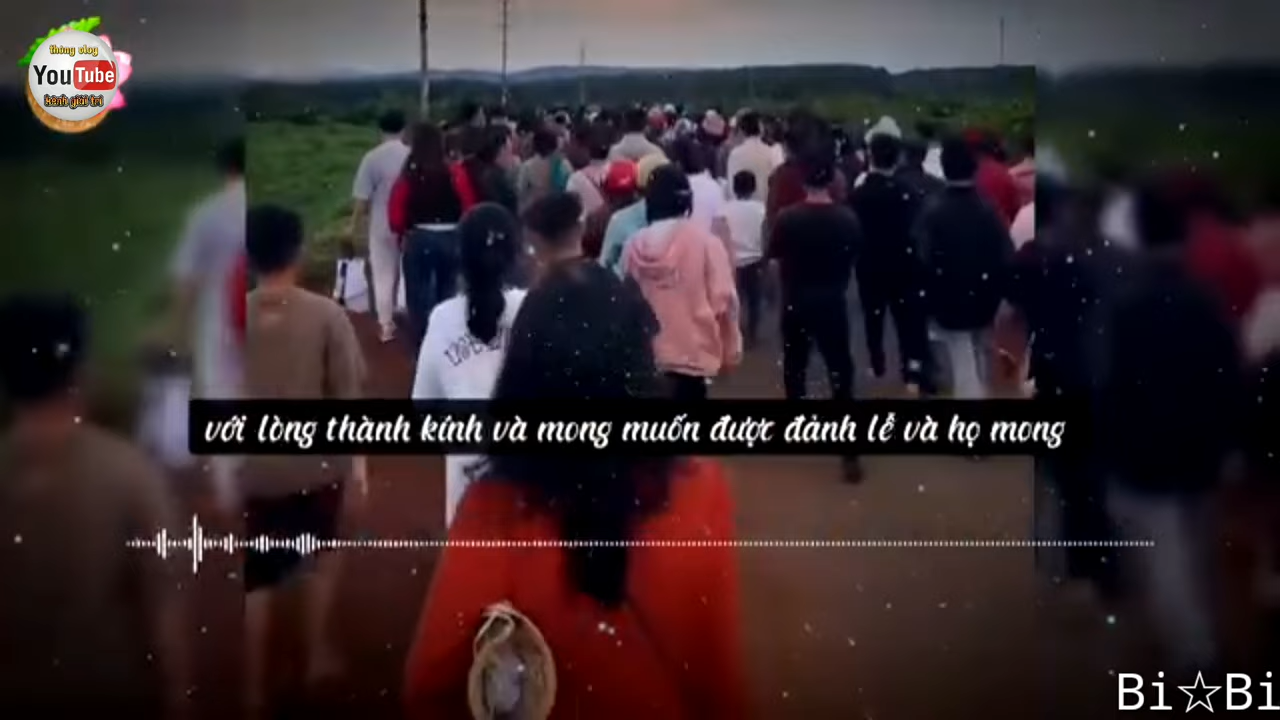 thắng vlog
YouTube
kênh giải trí
với lòng thành kính và mong muốn được đảnh lễ và họ mong
Bi☆Bi